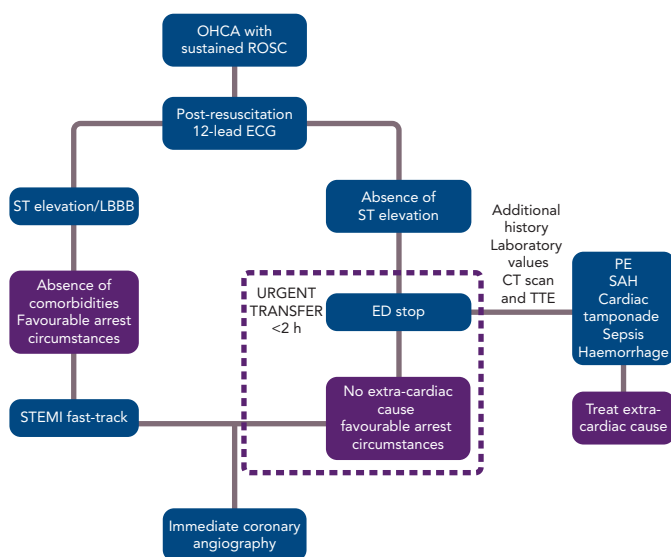 OHCA with
sustained ROSC
Post-resuscitation
12-lead ECG
ST elevation/LBBB
Absence of
ST elevation
Additional
history
Laboratory
values
CT scan
and TTE
Absence of
comorbidities
Favourable arrest
circumstances
URGENT
TRANSFER
<2 h
ED stop
PE
SAH
Cardiac
tamponade
Sepsis
Haemorrhage
STEMI fast-track
No extra-cardiac
cause
favourable arrest
circumstances
Treat extra-
cardiac cause
Immediate coronary
angiography